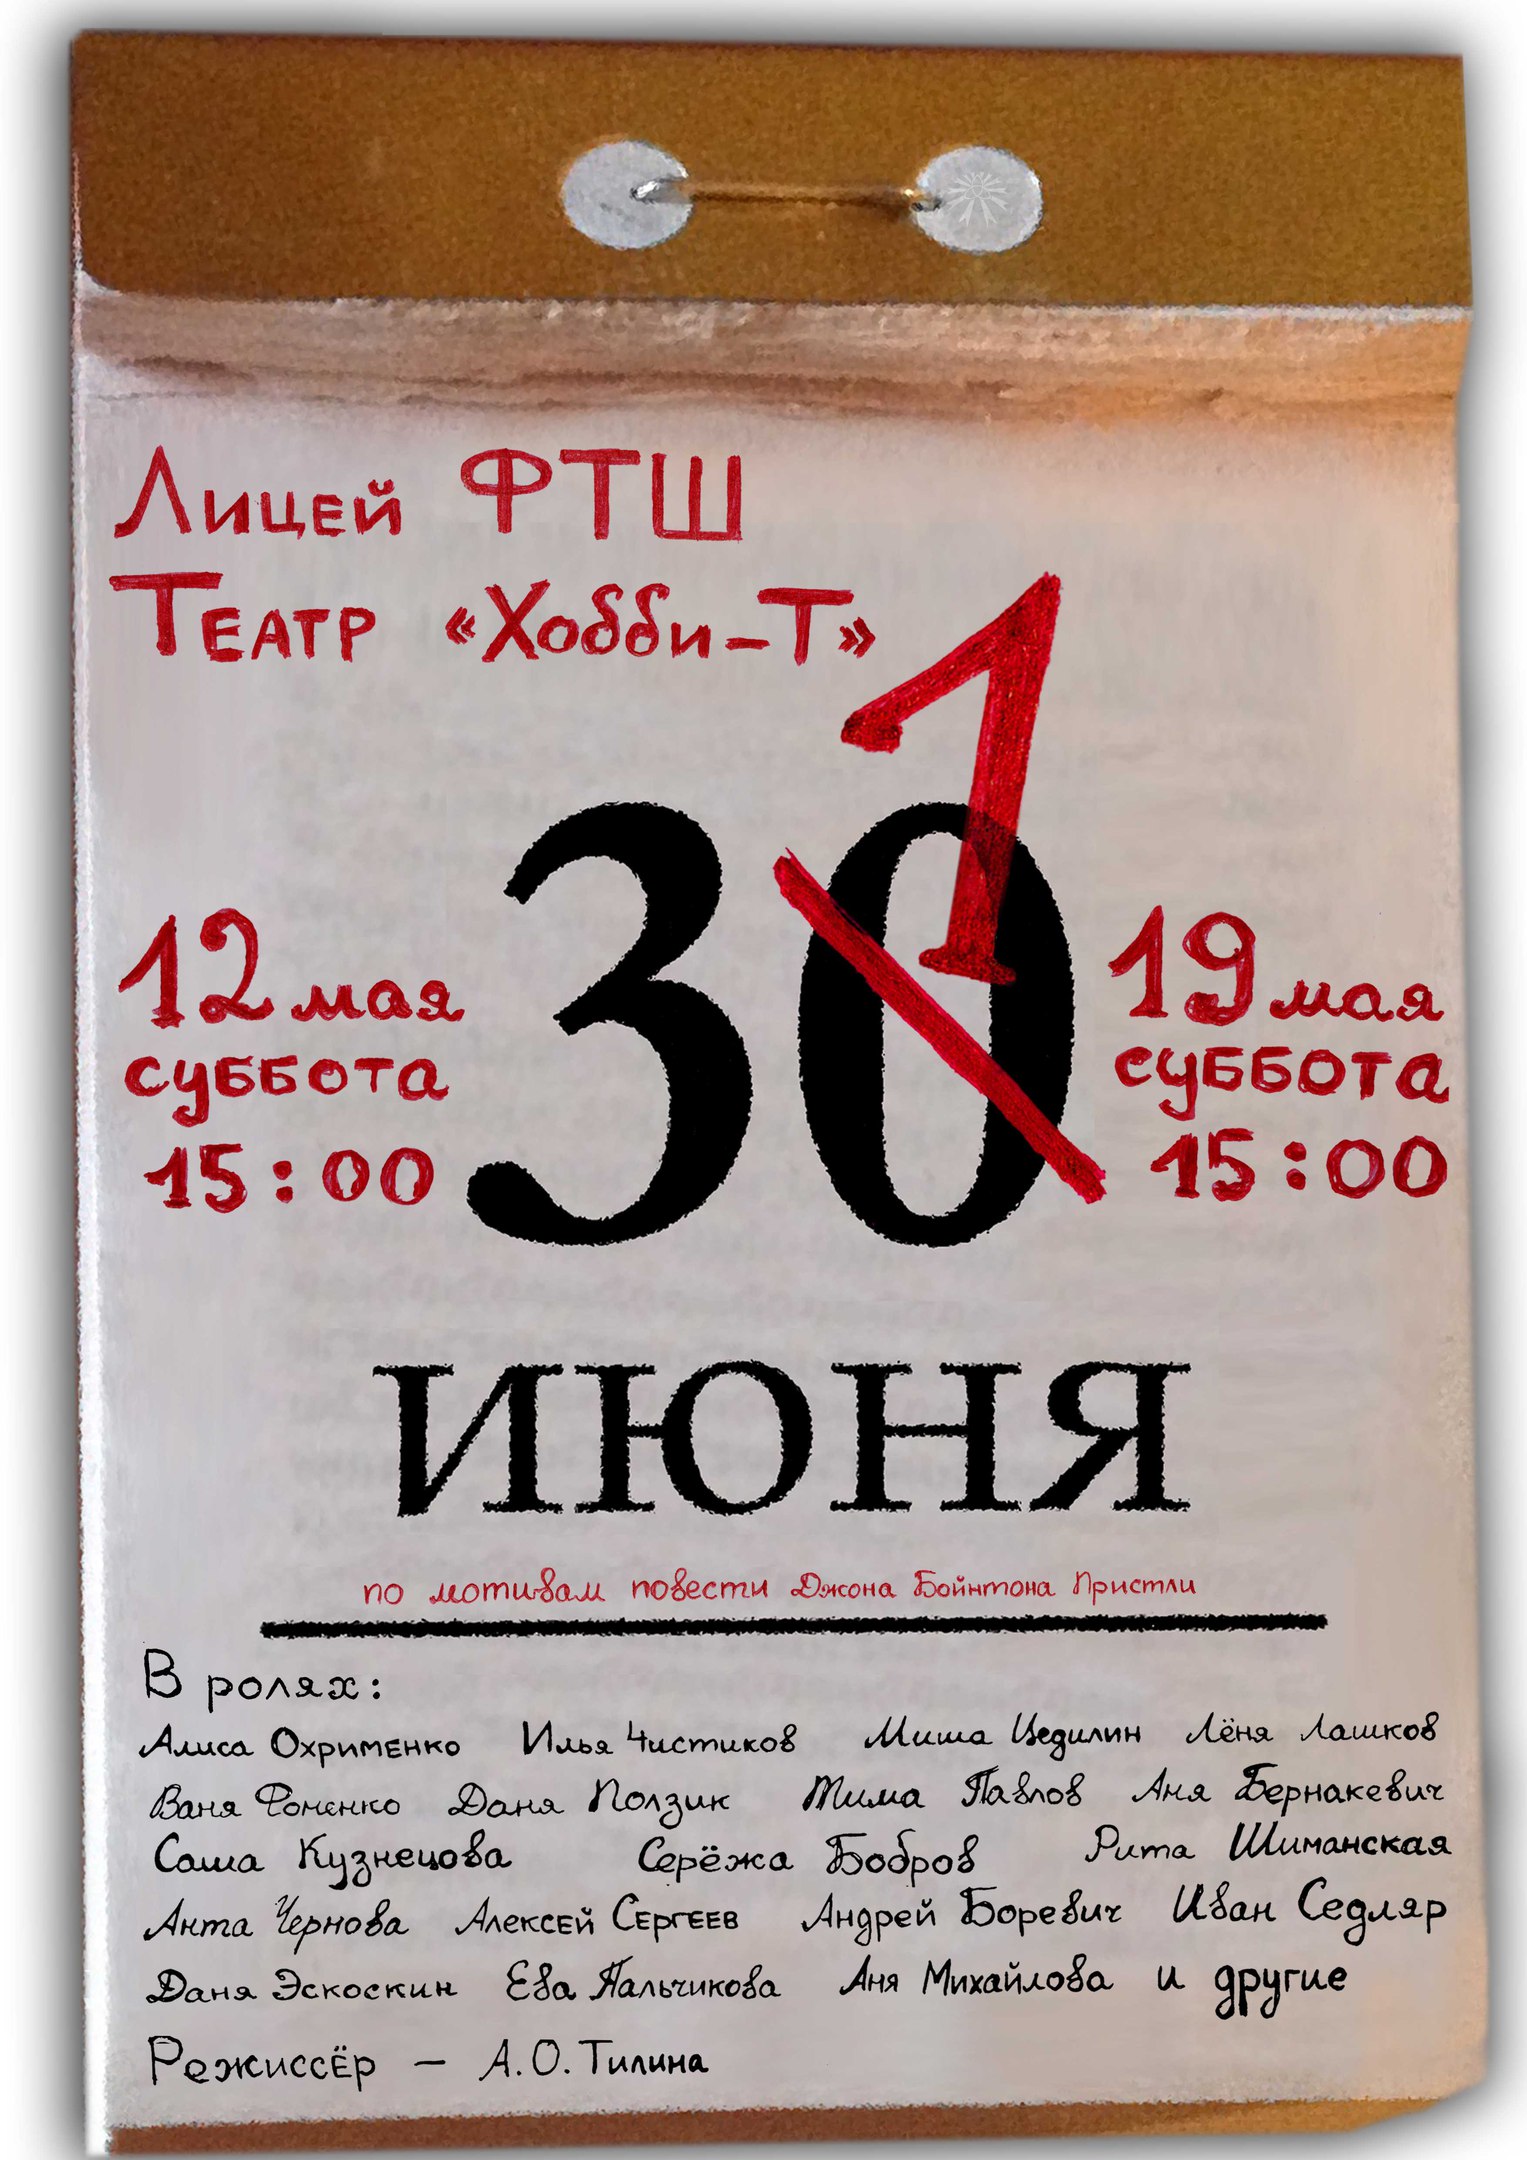 Лицей ФТШ
Театр «Хобби-Т»
1
30
12 мая
суббота
15:00
19 мая
суббота
15:00
ИЮНЯ
по мотивам повести Джона Бойнтона Пристли
В ролях:
Алиса Охрименко Илья Чистиков Миша Цедилин Лёня Лашков
Ваня Фоменко Даня Ползик Тима Павлов Аня Бернакевич
Саша Кузнецова Серёжа Бобров Рита Шиманская
Анта Чернова Алексей Сергеев Андрей Боревич Иван Седляр
Даня Эскоскин Ева Пальчикова Аня Михайлова и другие
Режиссёр — А.О. Тилина